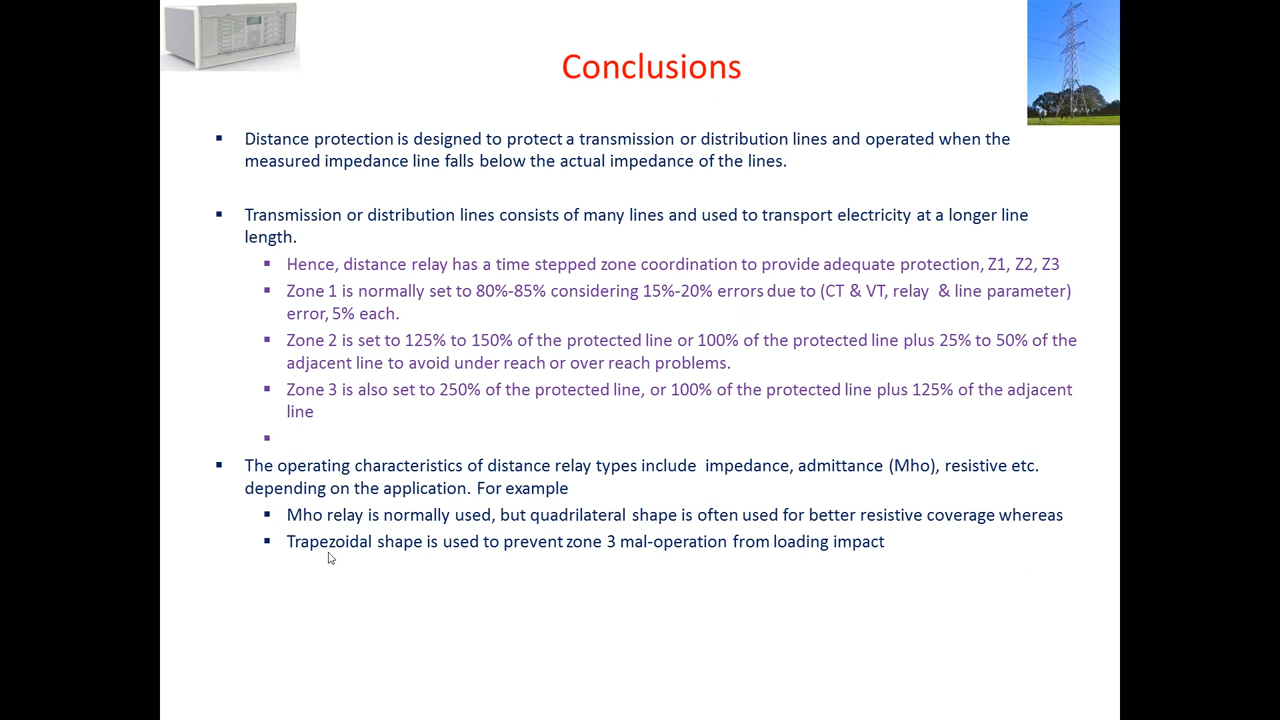 Conclusions
Distance protection is designed to protect a transmission or distribution lines and operated when the
measured impedance line falls below the actual impedance of the lines.
Transmission or distribution lines consists of many lines and used to transport electricity at a longer line
length.
Hence, distance relay has a time stepped zone coordination to provide adequate protection, Z1, Z2, Z3
Zone 1 is normally set to 80%-85% considering 15%-20% errors due to (CT & VT, relay & line parameter)
error, 5% each.
Zone 2 is set to 125% to 150% of the protected line or 100% of the protected line plus 25% to 50% of the
adjacent line to avoid under reach or over reach problems.
Zone 3 is also set to 250% of the protected line, or 100% of the protected line plus 125% of the adjacent
line
The operating characteristics of distance relay types include impedance, admittance (Mho), resistive etc.
depending on the application. For example
Mho relay is normally used, but quadrilateral shape is often used for better resistive coverage whereas
Trapezoidal shape is used to prevent zone 3 mal-operation from loading impact